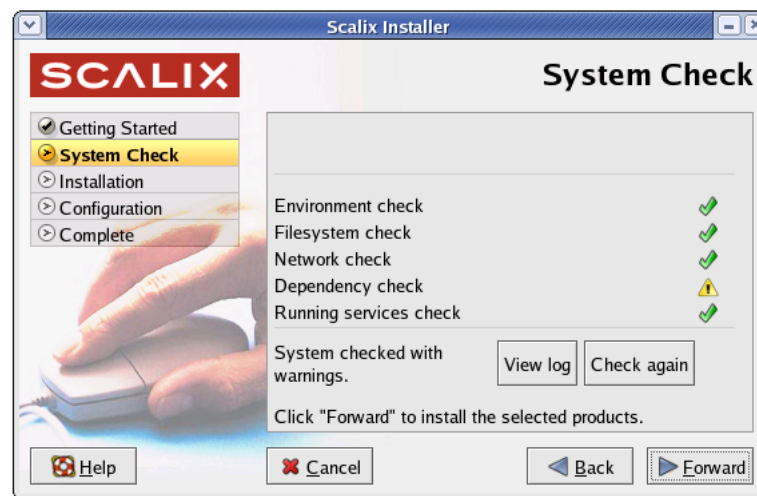 Scalix Installer
SCALIX
System Check
Getting Started
System Check
Installation
Configuration
Complete
Environment check
Filesystem check
Network check
Dependency check
Running services check
System checked with
warnings.
View log
Check again
Click "Forward" to install the selected products.
Help
Cancel
Back
Forward